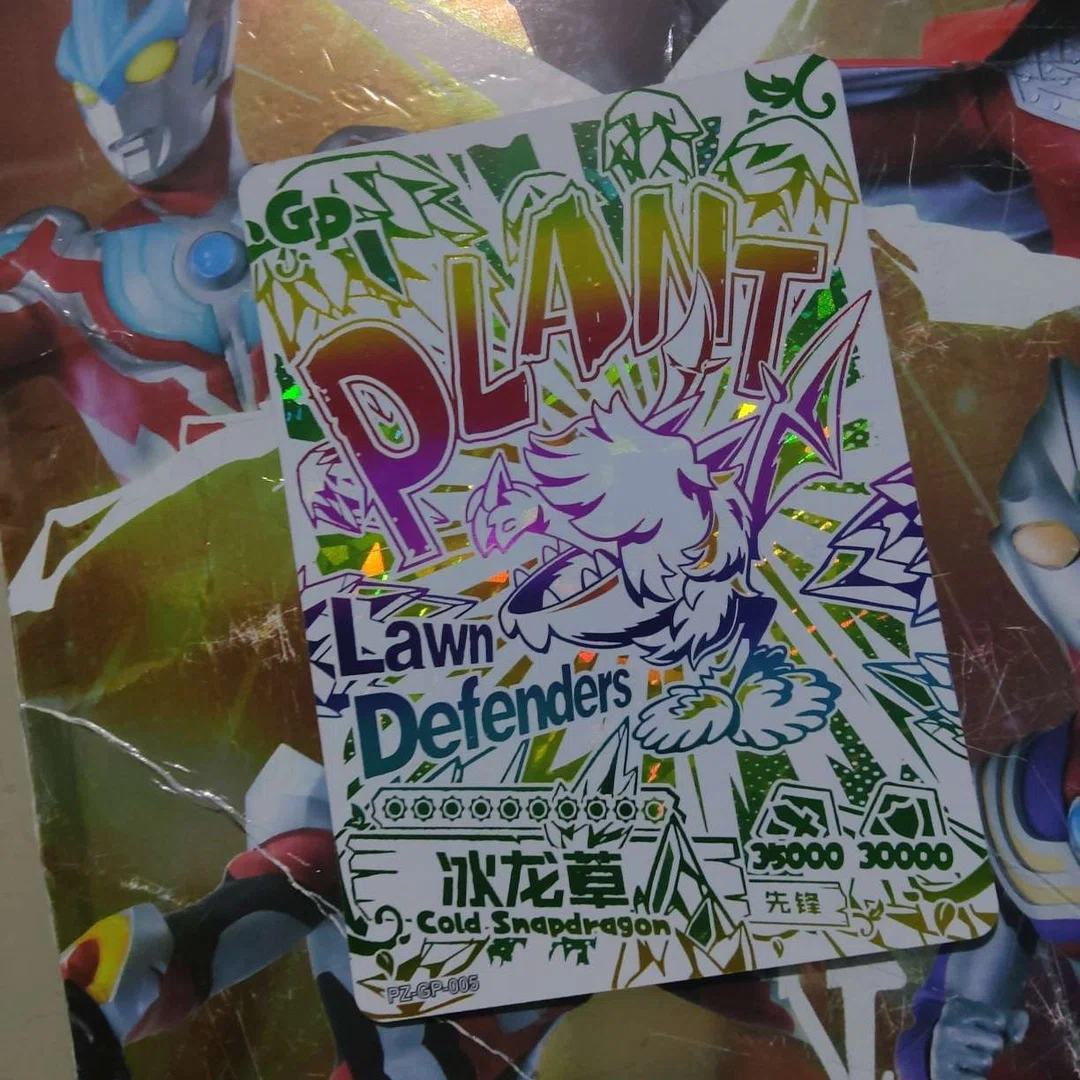 GP
PLANT
Lawn
Defenders
35000 30000
冰龙草
先锋
Cold Snapdragon
PZ-GP-005